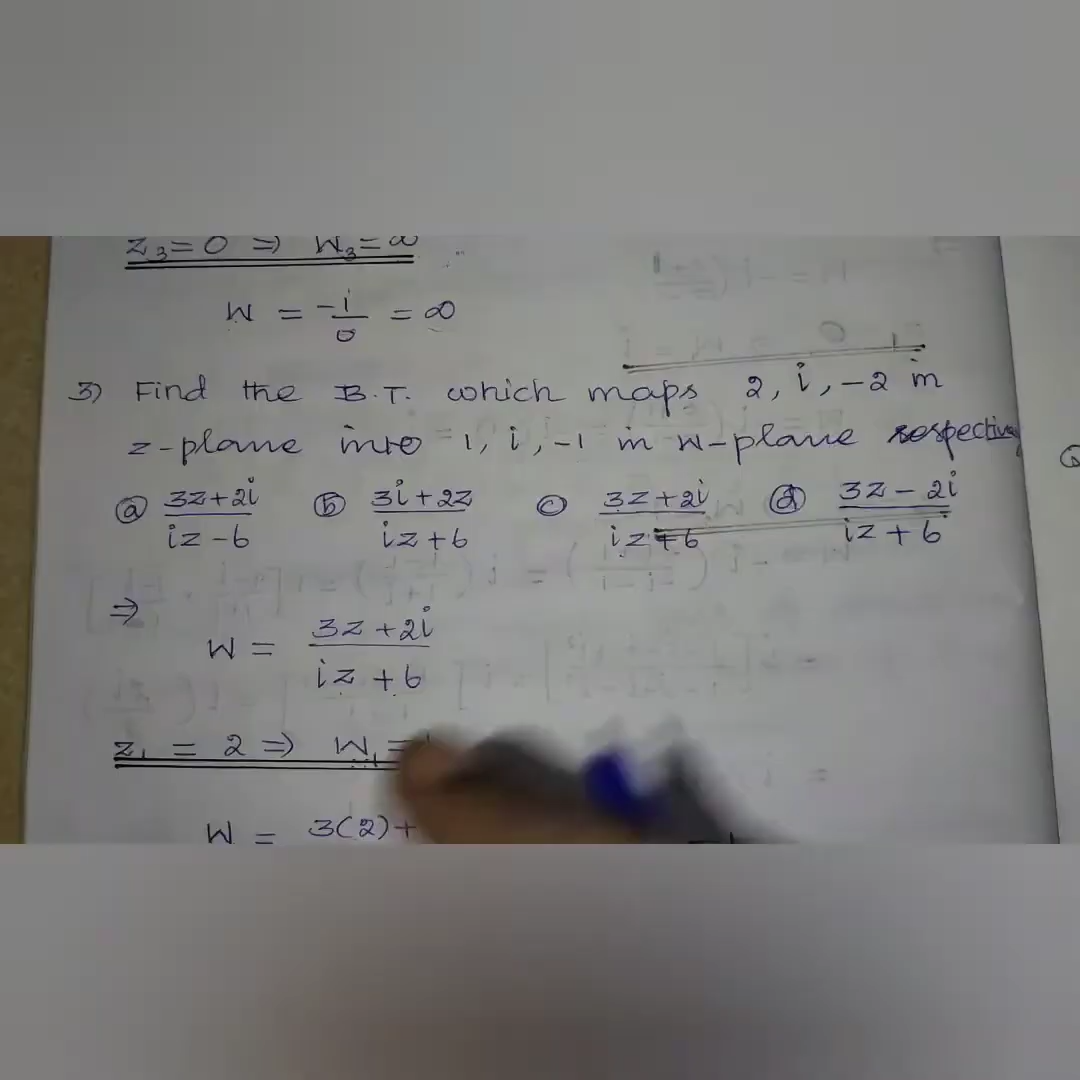 z₃ = 0 ⇒ W₃ = ∞
W = -i/0 = ∞
3) Find the B.T. which maps 2, i, -2 in
z-plane into 1, i, -1 in W-plane respectively
ⓐ (3z+2i)/(iz-6) ⓑ (3i+2z)/(iz+6) ⓒ (3z+2i)/(iz+6) ⓓ (3z-2i)/(iz+6)
⇒
W = (3z+2i)/(iz+6)
z₁ = 2 ⇒ W₁ =
W = 3(2)+